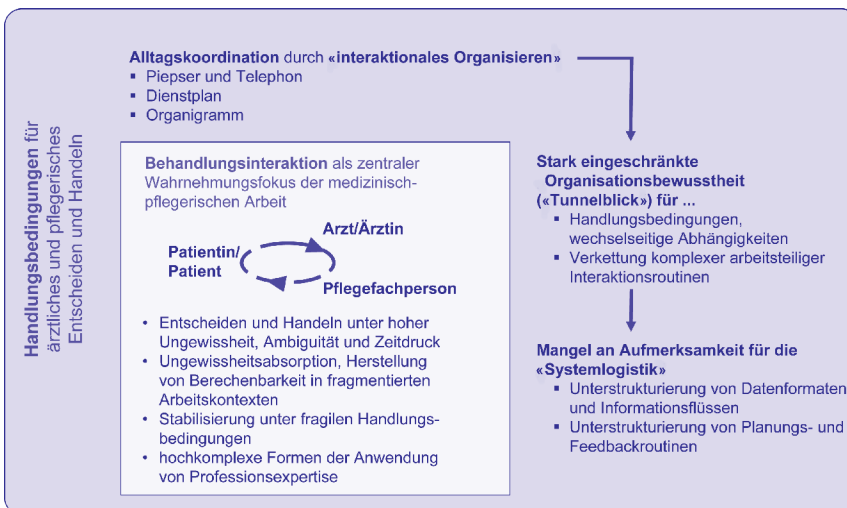 Handlungsbedingungen für
ärztliches und pflegerisches
Entscheiden und Handeln
Alltagskoordination durch «interaktionales Organisieren»
▪ Piepser und Telephon
▪ Dienstplan
▪ Organigramm
Behandlungsinteraktion als zentraler
Wahrnehmungsfokus der medizinisch-
pflegerischen Arbeit
Arzt/Ärztin
Patientin/
Patient
Pflegefachperson
• Entscheiden und Handeln unter hoher
Ungewissheit, Ambiguität und Zeitdruck
• Ungewissheitsabsorption, Herstellung
von Berechenbarkeit in fragmentierten
Arbeitskontexten
• Stabilisierung unter fragilen Handlungs-
bedingungen
• hochkomplexe Formen der Anwendung
von Professionsexpertise
Stark eingeschränkte
Organisationsbewusstheit
(«Tunnelblick») für ...
▪ Handlungsbedingungen,
wechselseitige Abhängigkeiten
▪ Verkettung komplexer arbeitsteiliger
Interaktionsroutinen
Mangel an Aufmerksamkeit für die
«Systemlogistik»
▪ Unterstrukturierung von Datenformaten
und Informationsflüssen
▪ Unterstrukturierung von Planungs- und
Feedbackroutinen